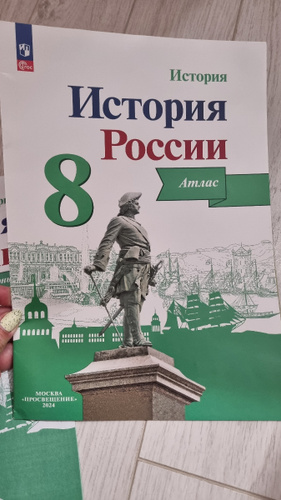 История
История
России
8
Атлас
МОСКВА
«ПРОСВЕЩЕНИЕ»
2024